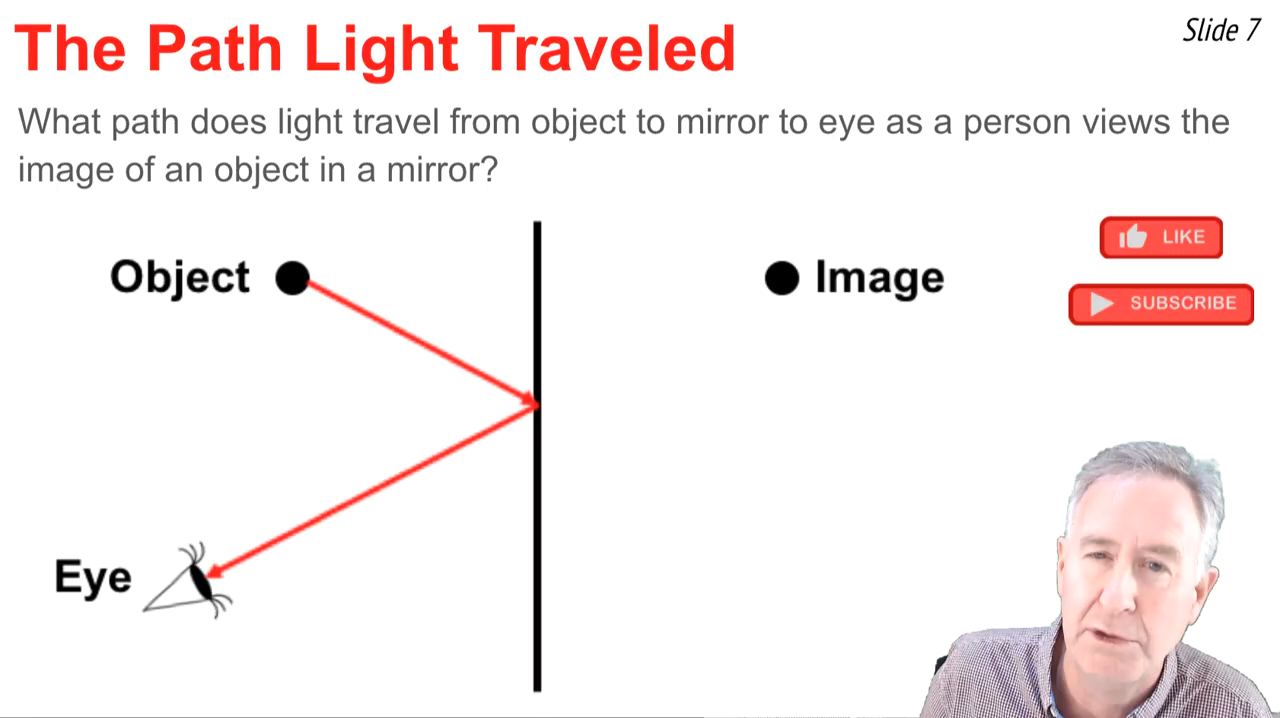 The Path Light Traveled
Slide 7
What path does light travel from object to mirror to eye as a person views the
image of an object in a mirror?
Object
Image
LIKE
SUBSCRIBE
Eye